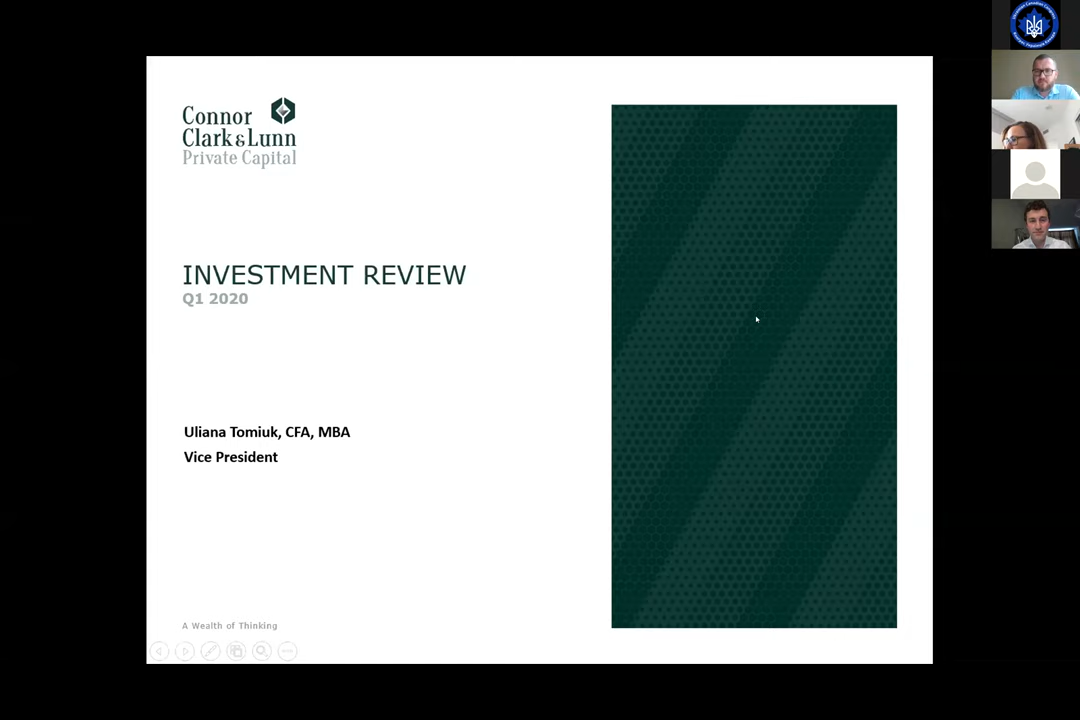 Connor
Clark & Lunn
Private Capital
INVESTMENT REVIEW
Q1 2020
Uliana Tomiuk, CFA, MBA
Vice President
A Wealth of Thinking